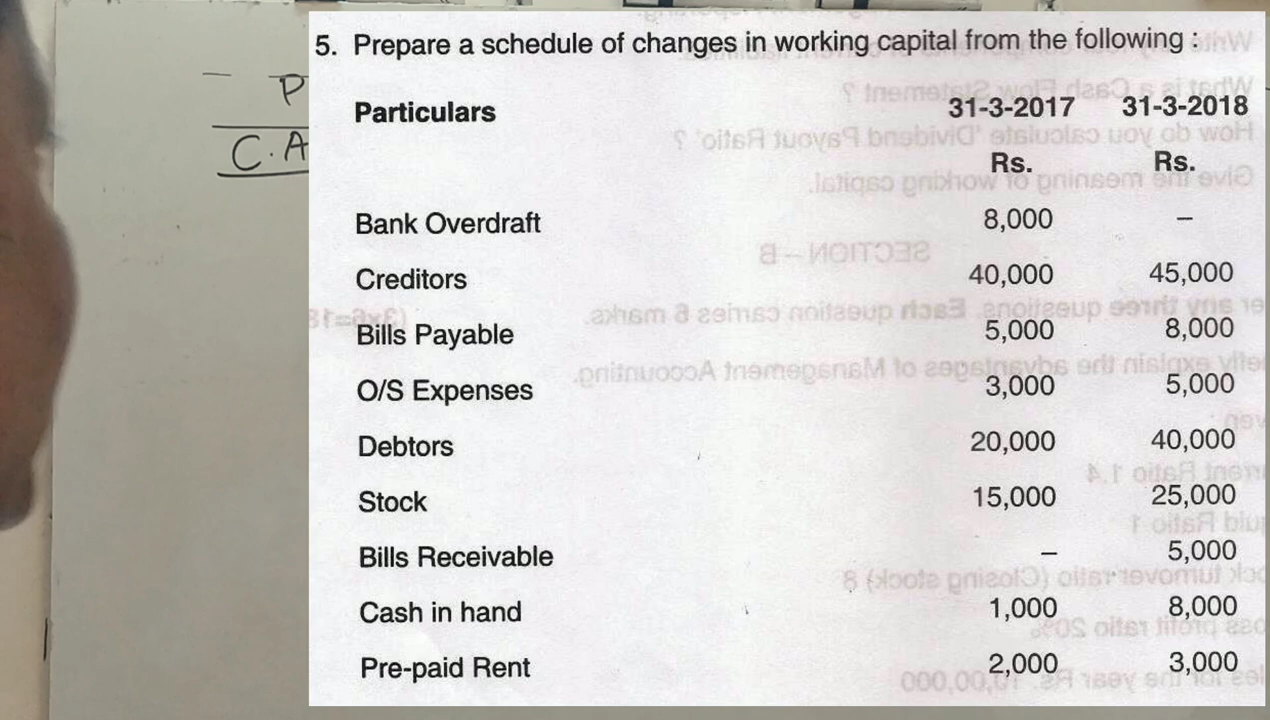 P
C.A
5. Prepare a schedule of changes in working capital from the following :
Particulars 31-3-2017 31-3-2018
Rs. Rs.
Bank Overdraft 8,000 –
Creditors 40,000 45,000
Bills Payable 5,000 8,000
O/S Expenses 3,000 5,000
Debtors 20,000 40,000
Stock 15,000 25,000
Bills Receivable – 5,000
Cash in hand 1,000 8,000
Pre-paid Rent 2,000 3,000